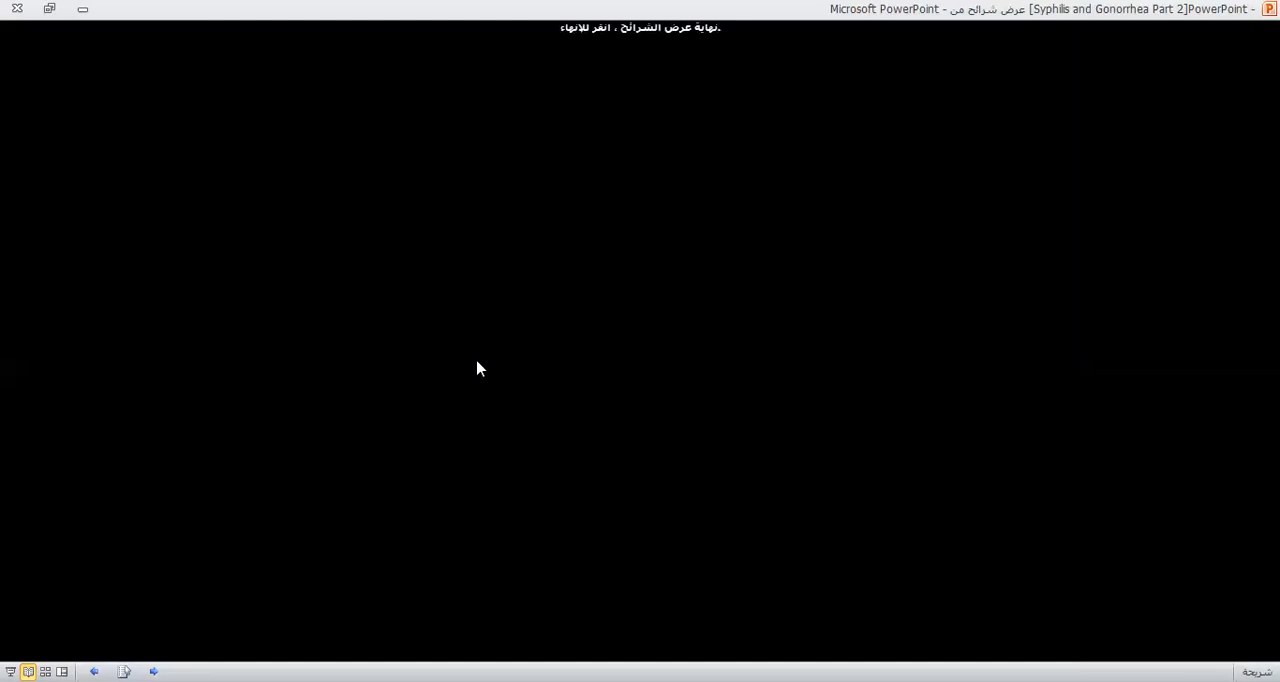 Microsoft PowerPoint - عرض شرائح من [Syphilis and Gonorrhea Part 2]PowerPoint -
نهاية عرض الشرائح ، انقر للإنهاء.
شريحة